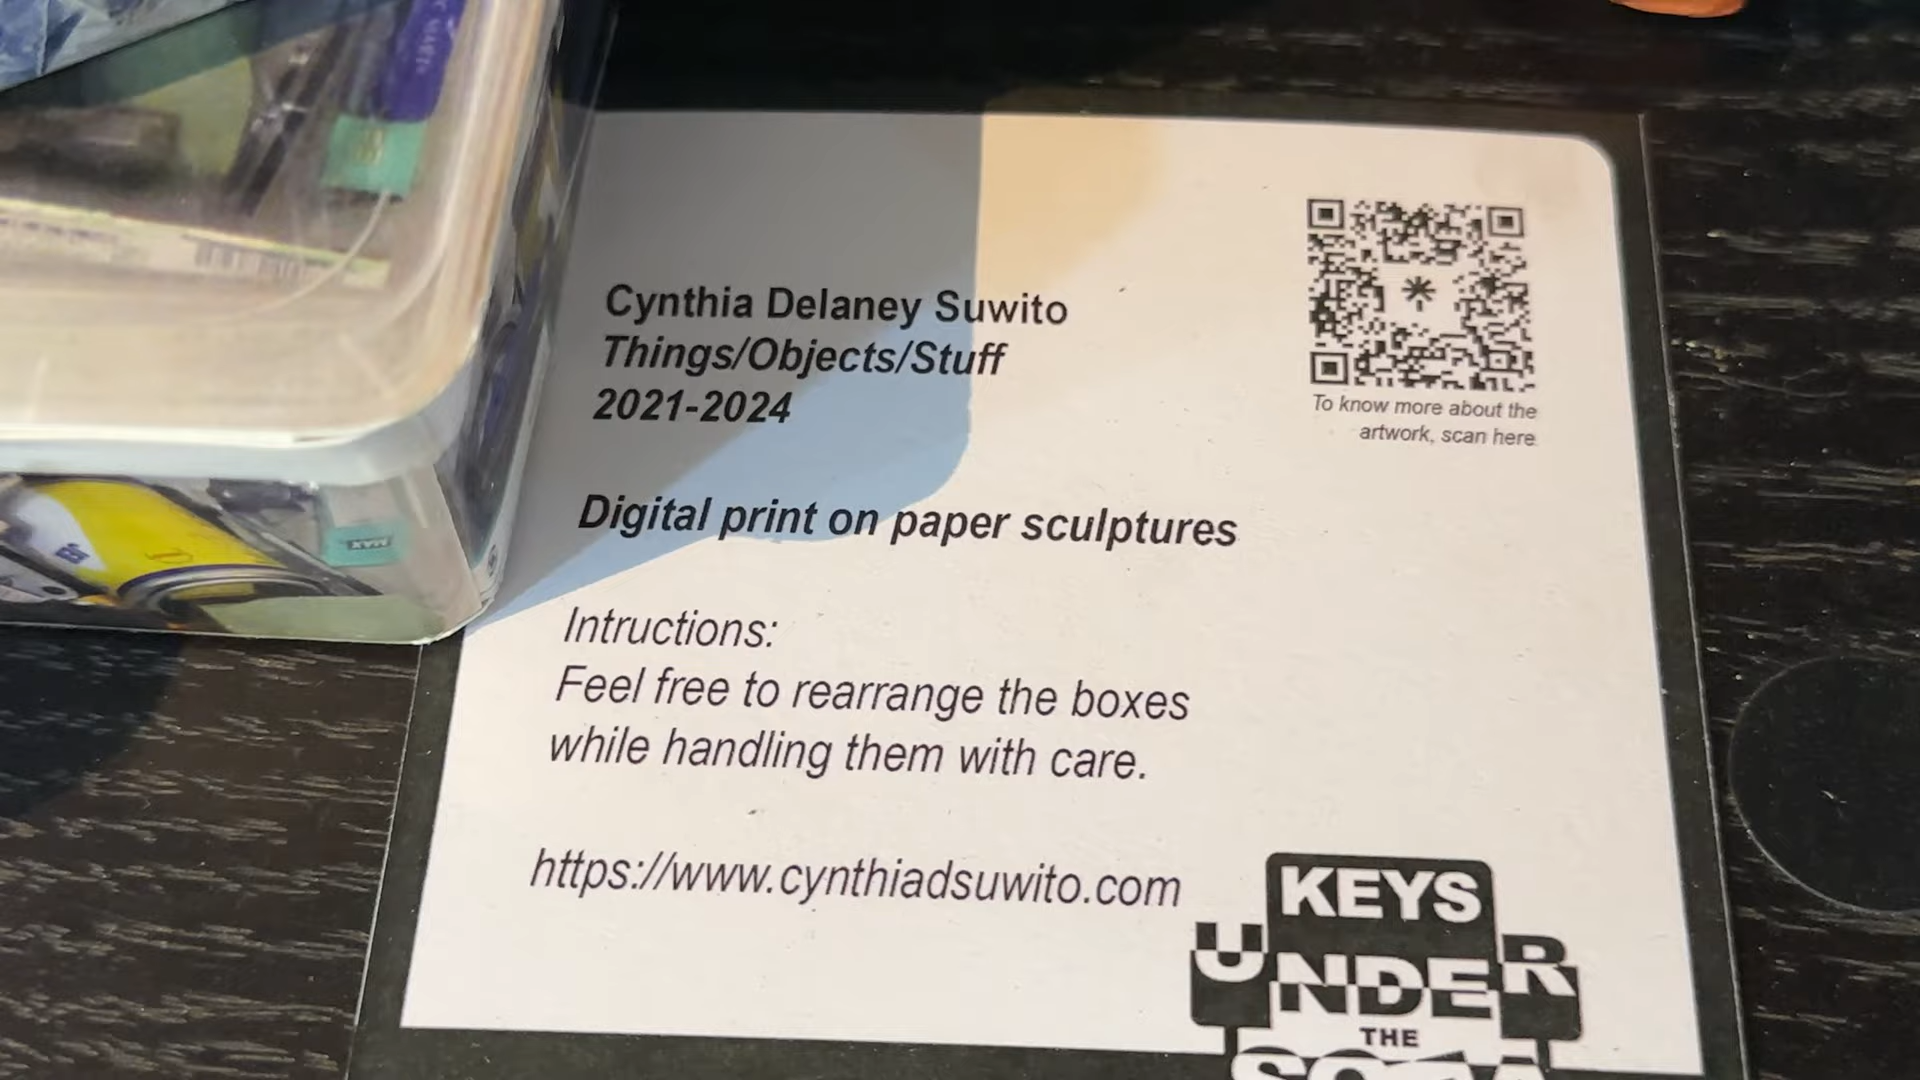 Cynthia Delaney Suwito
Things/Objects/Stuff
2021-2024
To know more about the
artwork, scan here
Digital print on paper sculptures
Intructions:
Feel free to rearrange the boxes
while handling them with care.
https://www.cynthiadsuwito.com
KEYS
UNDER
THE
MAX